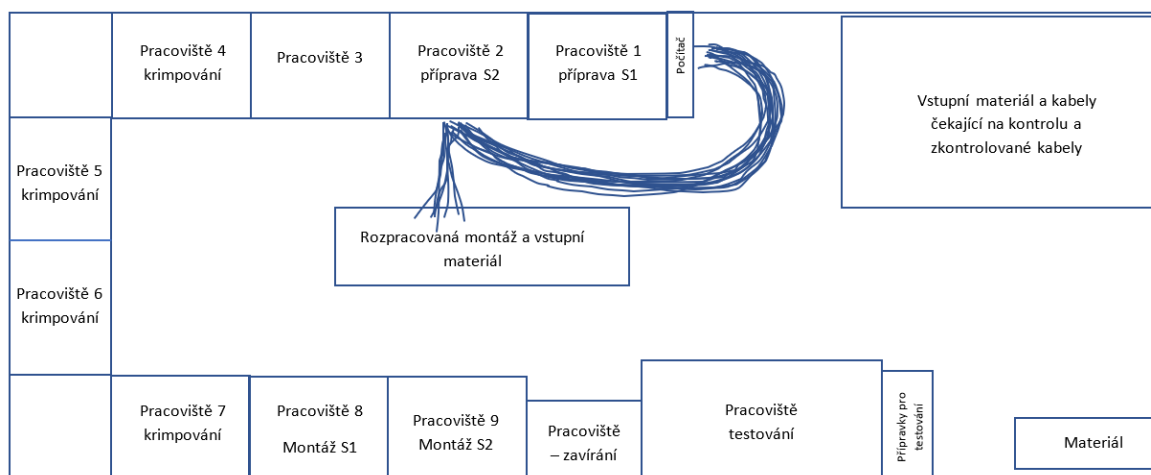 Pracoviště 4
krimpování
Pracoviště 3
Pracoviště 2
příprava S2
Pracoviště 1
příprava S1
Počítač
Vstupní materiál a kabely
čekající na kontrolu a
zkontrolované kabely
Pracoviště 5
krimpování
Rozpracovaná montáž a vstupní
materiál
Pracoviště 6
krimpování
Pracoviště 7
krimpování
Pracoviště 8
Montáž S1
Pracoviště 9
Montáž S2
Pracoviště
– zavírání
Pracoviště
testování
Přípravky pro
testování
Materiál